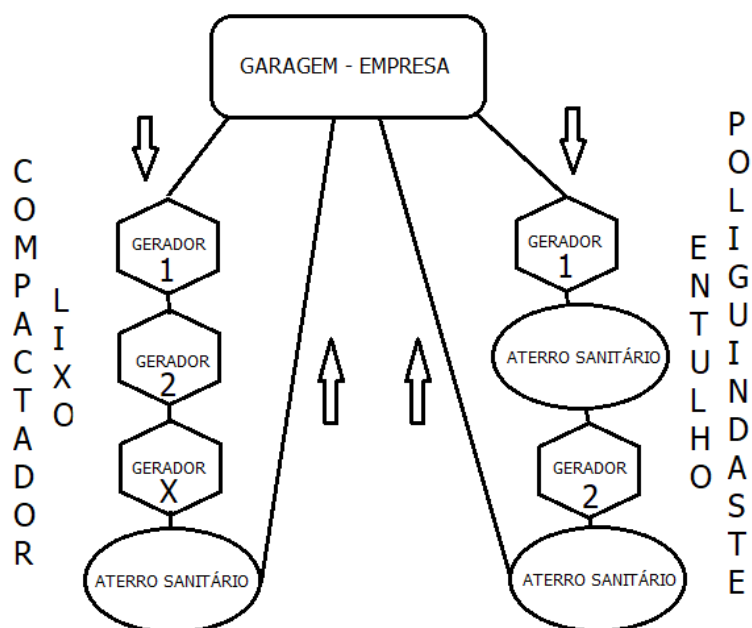 GARAGEM - EMPRESA
COMPACTADOR
LIXO
GERADOR
1
GERADOR
2
GERADOR
X
ATERRO SANITÁRIO
GERADOR
1
ATERRO SANITÁRIO
GERADOR
2
ATERRO SANITÁRIO
ENTULHO
POLIGUINDASTE